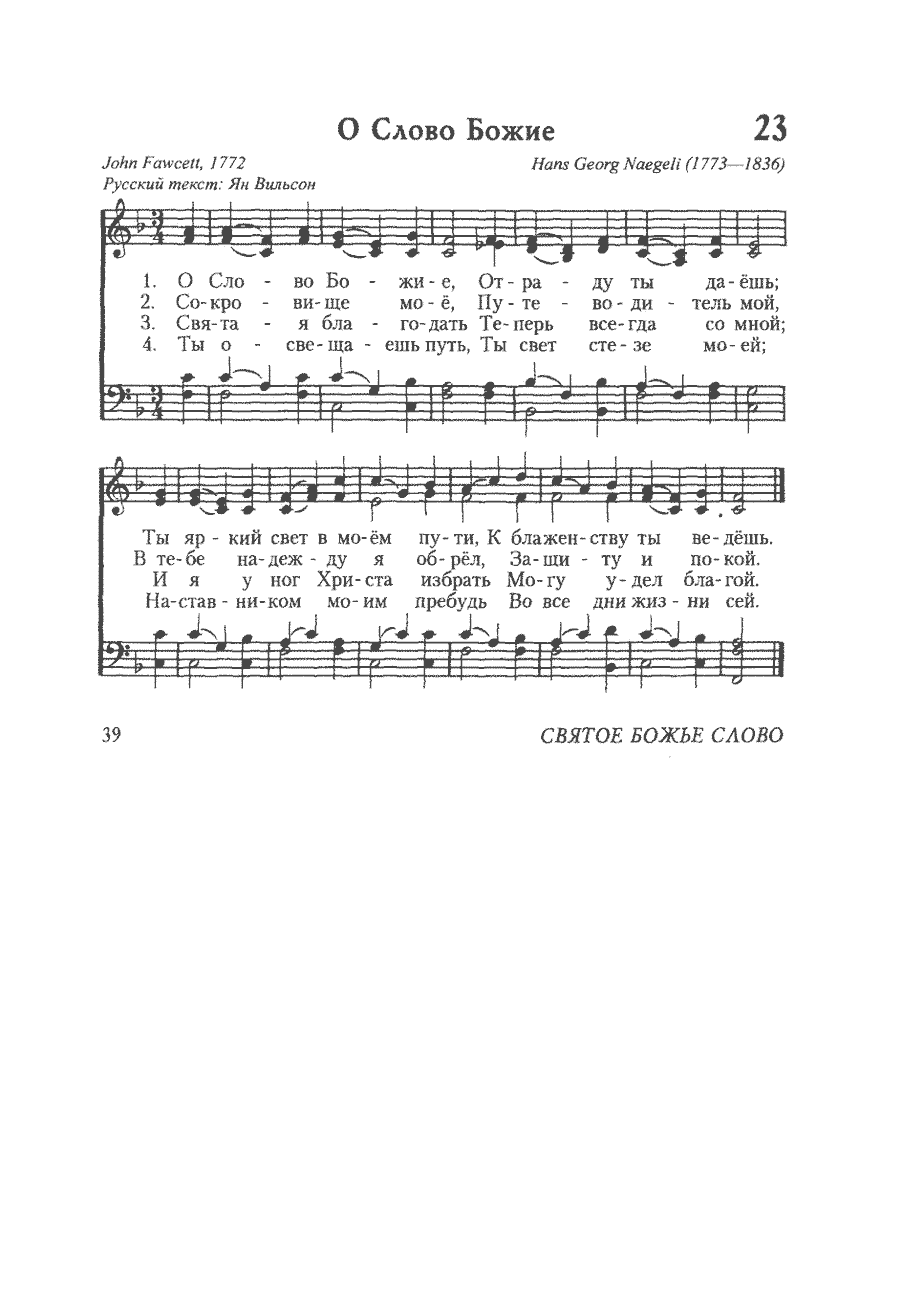 О Слово Божие 23
John Fawcett, 1772 Hans Georg Naegeli (1773—1836)
Русский текст: Ян Вильсон
1. О Сло - во Бо - жи - е, От - ра - ду ты да - ёшь;
2. Со - кро - ви - ще мо - ё, Пу - те - во - ди - тель мой,
3. Свя - та - я бла - го - дать Те - перь все - гда со мной;
4. Ты о - све - ща - ешь путь, Ты свет сте - зе мо - ей;
Ты яр - кий свет в мо - ём пу - ти, К блажен - ству ты ве - дёшь.
В те - бе на - деж - ду я об - рёл, За - щи - ту и по - кой.
И я у ног Хри - ста избрать Мо - гу у - дел бла - гой.
На - став - ни - ком мо - им пребудь Во все дни жиз - ни сей.
39 СВЯТОЕ БОЖЬЕ СЛОВО